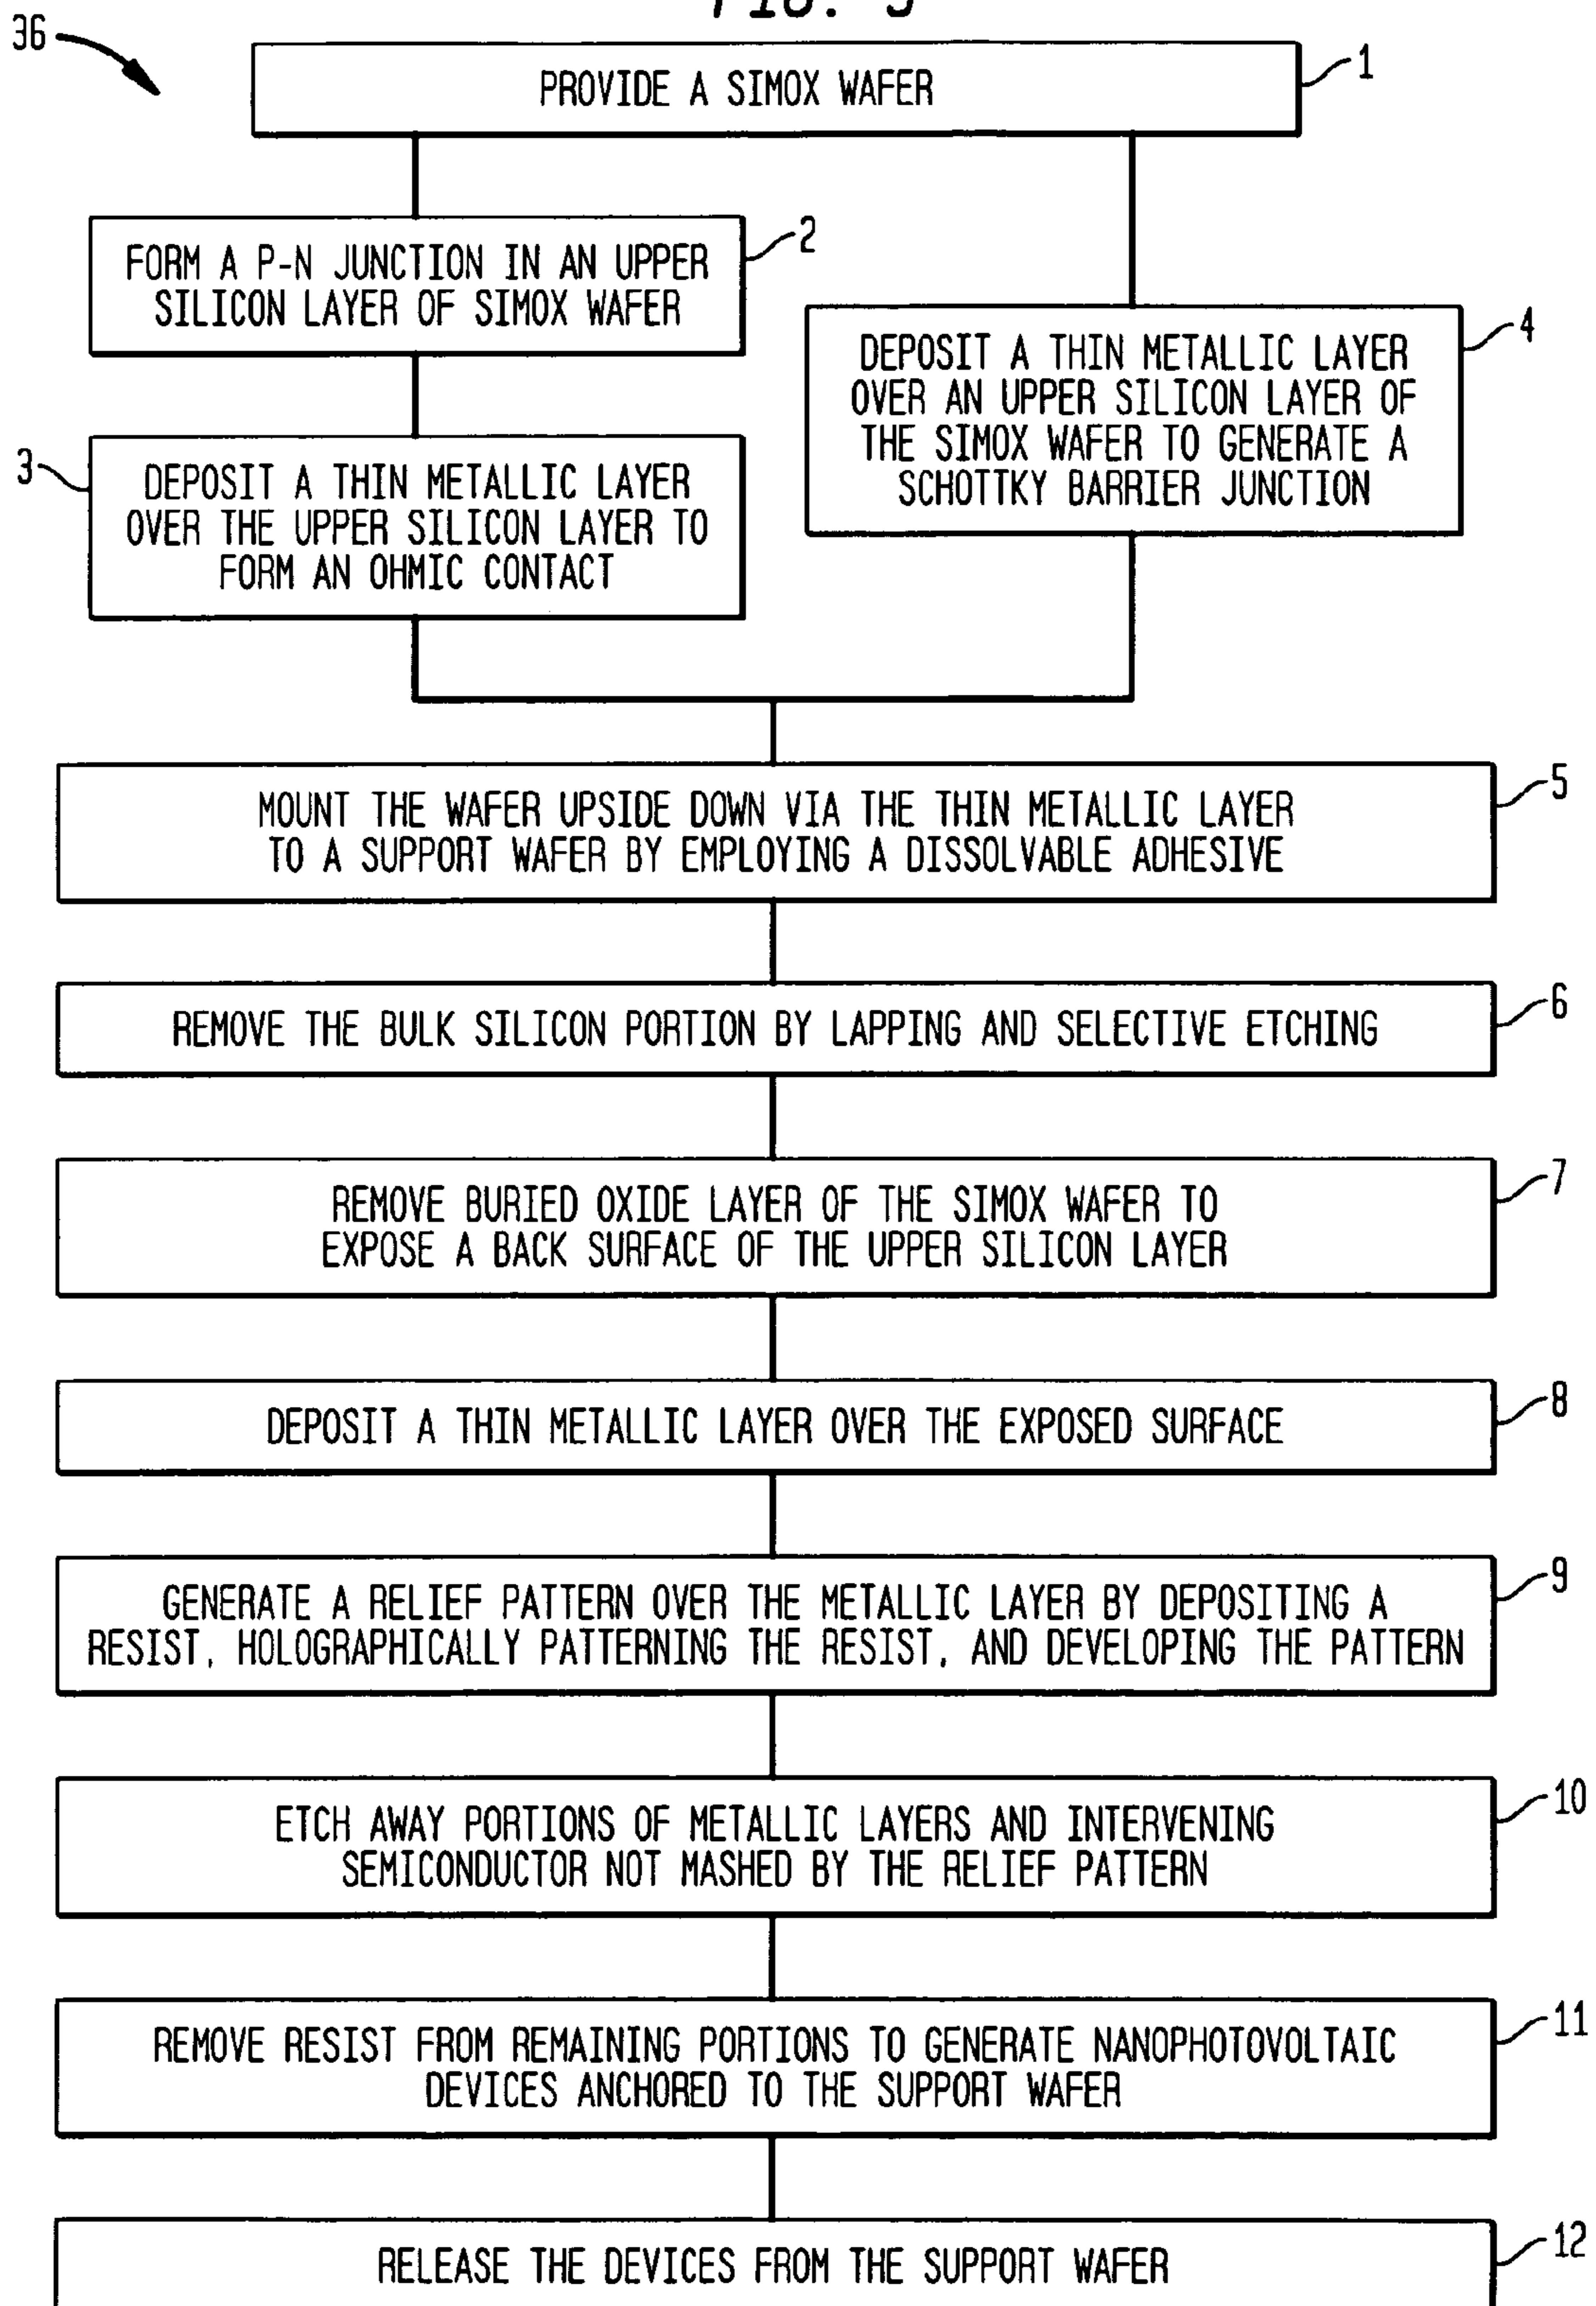 FIG. 3
36
PROVIDE A SIMOX WAFER
1
FORM A P-N JUNCTION IN AN UPPER
SILICON LAYER OF SIMOX WAFER
2
DEPOSIT A THIN METALLIC LAYER
OVER AN UPPER SILICON LAYER OF
THE SIMOX WAFER TO GENERATE A
SCHOTTKY BARRIER JUNCTION
4
3
DEPOSIT A THIN METALLIC LAYER
OVER THE UPPER SILICON LAYER TO
FORM AN OHMIC CONTACT
MOUNT THE WAFER UPSIDE DOWN VIA THE THIN METALLIC LAYER
TO A SUPPORT WAFER BY EMPLOYING A DISSOLVABLE ADHESIVE
5
REMOVE THE BULK SILICON PORTION BY LAPPING AND SELECTIVE ETCHING
6
REMOVE BURIED OXIDE LAYER OF THE SIMOX WAFER TO
EXPOSE A BACK SURFACE OF THE UPPER SILICON LAYER
7
DEPOSIT A THIN METALLIC LAYER OVER THE EXPOSED SURFACE
8
GENERATE A RELIEF PATTERN OVER THE METALLIC LAYER BY DEPOSITING A
RESIST, HOLOGRAPHICALLY PATTERNING THE RESIST, AND DEVELOPING THE PATTERN
9
ETCH AWAY PORTIONS OF METALLIC LAYERS AND INTERVENING
SEMICONDUCTOR NOT MASHED BY THE RELIEF PATTERN
10
REMOVE RESIST FROM REMAINING PORTIONS TO GENERATE NANOPHOTOVOLTAIC
DEVICES ANCHORED TO THE SUPPORT WAFER
11
RELEASE THE DEVICES FROM THE SUPPORT WAFER
12